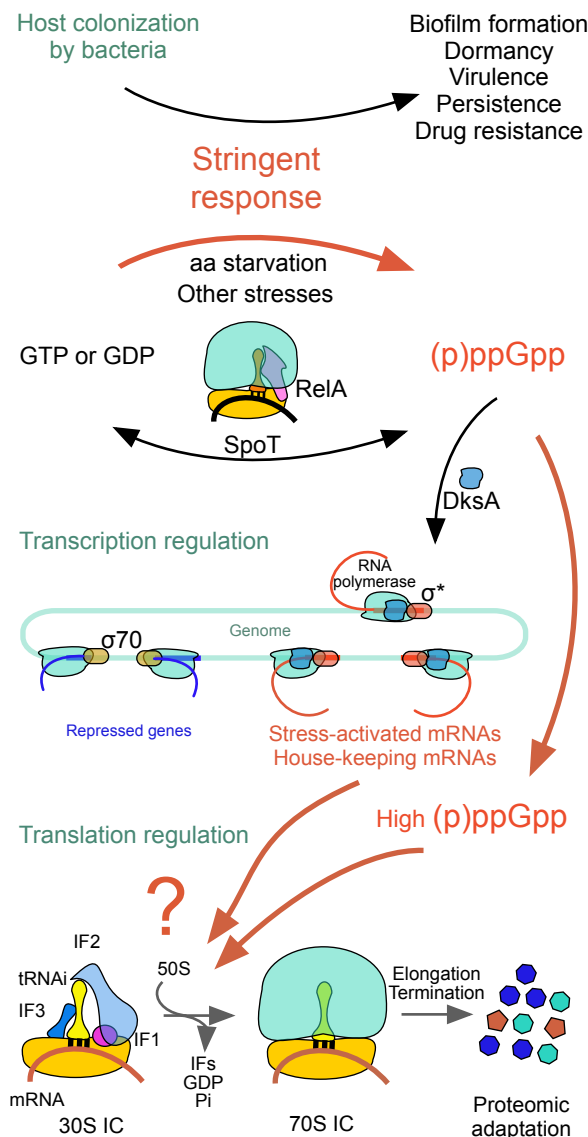 Host colonization
by bacteria
Biofilm formation
Dormancy
Virulence
Persistence
Drug resistance
Stringent
response
aa starvation
Other stresses
GTP or GDP
RelA
(p)ppGpp
SpoT
DksA
Transcription regulation
RNA
polymerase
σ*
σ70
Genome
Repressed genes
Stress-activated mRNAs
House-keeping mRNAs
Translation regulation
High (p)ppGpp
?
IF2
tRNAi
IF3
IF1
mRNA
30S IC
50S
IFs
GDP
Pi
70S IC
Elongation
Termination
Proteomic
adaptation